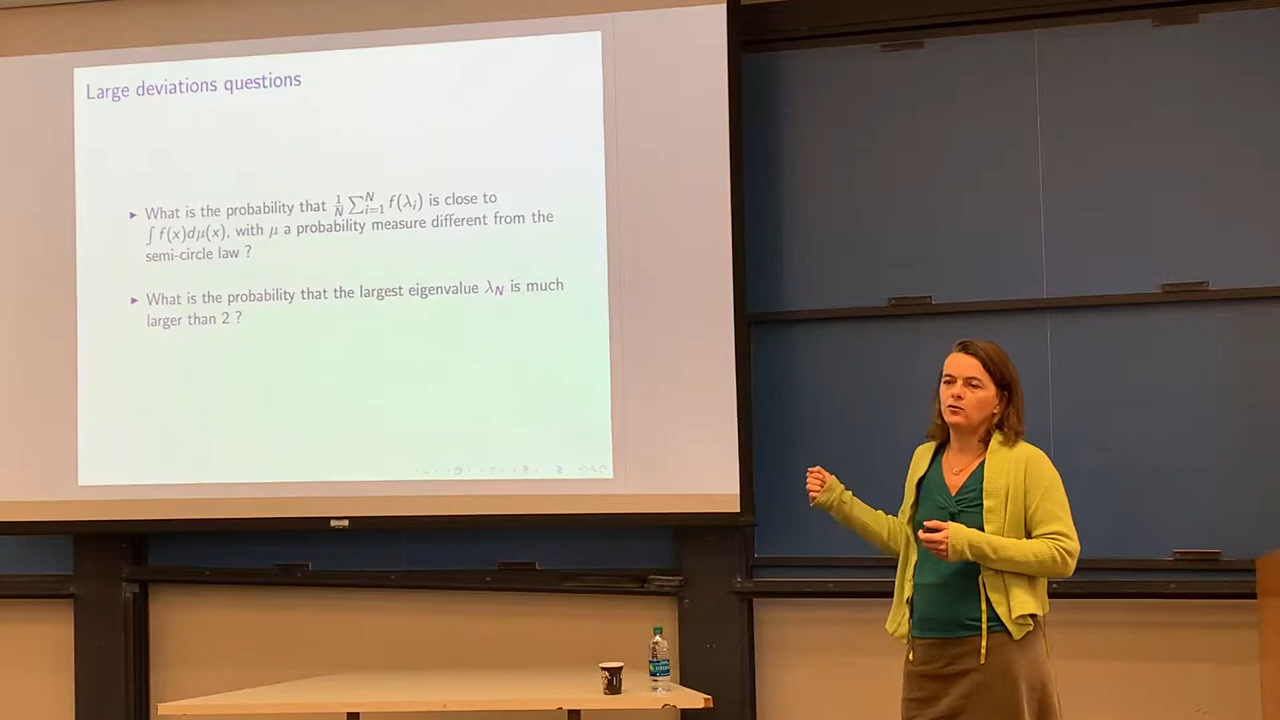 Large deviations questions
▶ What is the probability that $\frac{1}{N} \sum_{i=1}^{N} f(\lambda_i)$ is close to
$\int f(x)d\mu(x)$, with $\mu$ a probability measure different from the
semi-circle law ?
▶ What is the probability that the largest eigenvalue $\lambda_N$ is much
larger than 2 ?